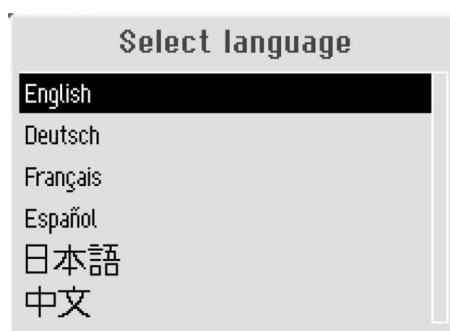 Select language
English
Deutsch
Français
Español
日本語
中文